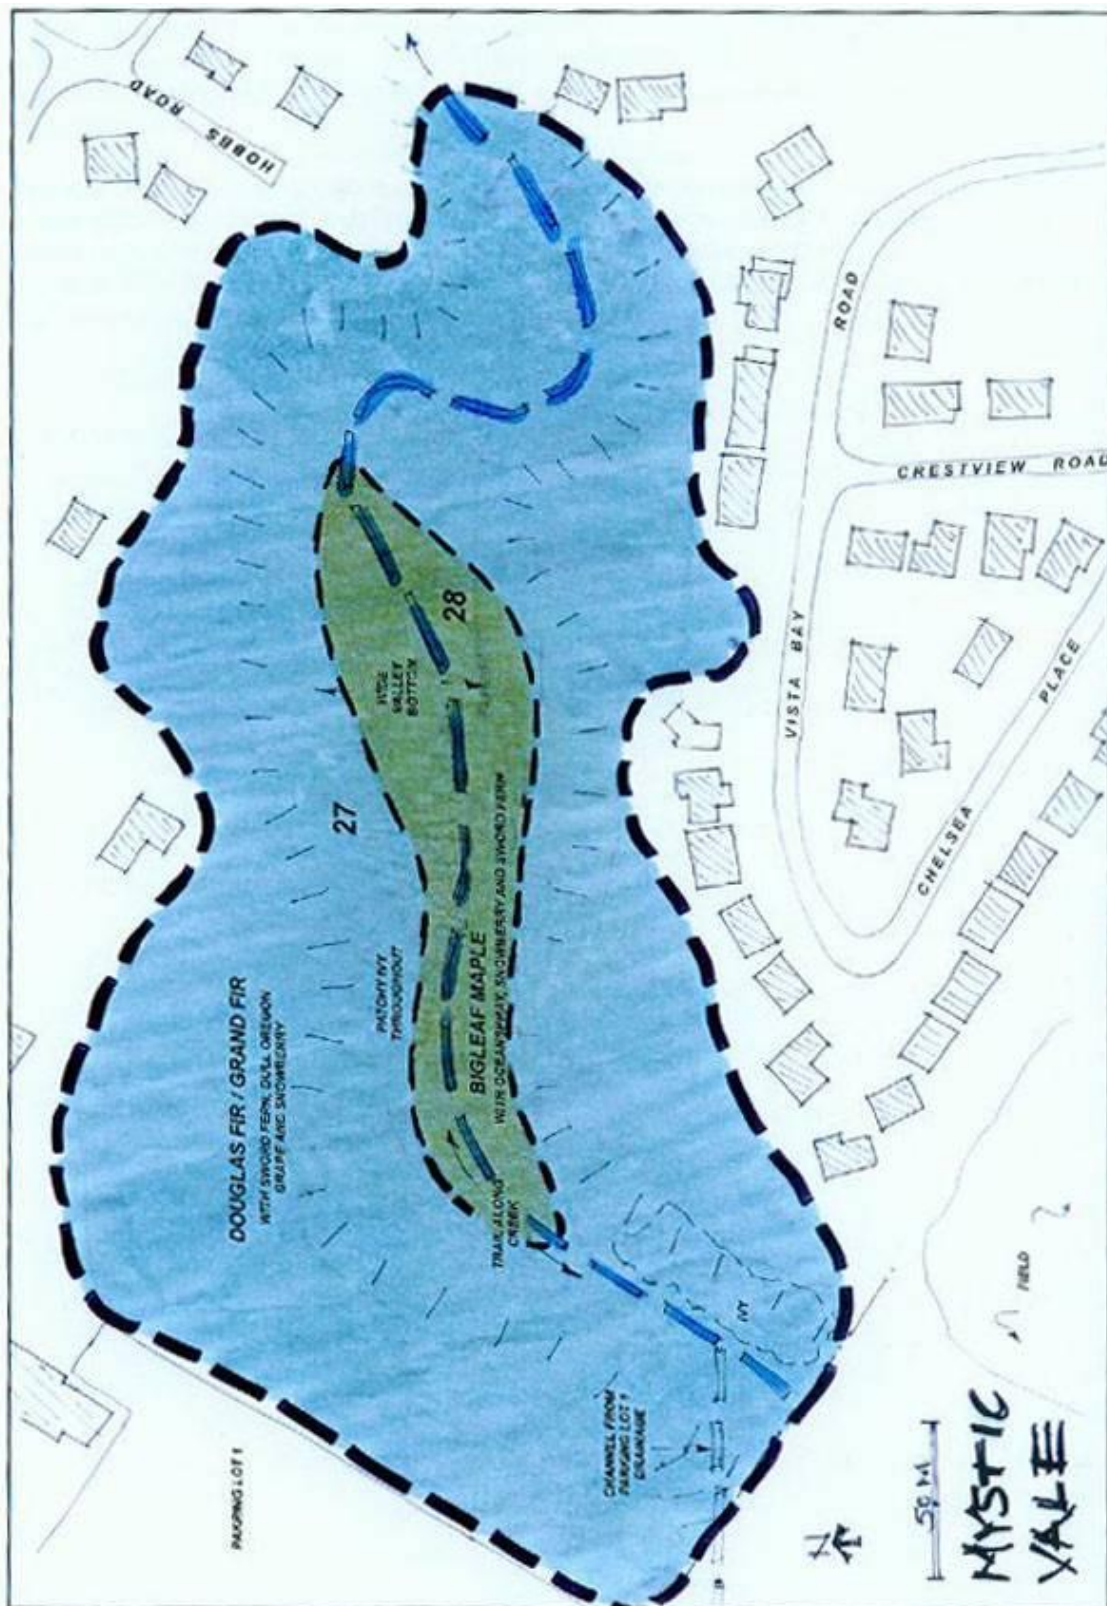 HOBBS ROAD
ROAD
CRESTVIEW ROAD
VISTA BAY
PLACE
CHELSEA
28
WIDE
VALLEY
BOTTOM
27
PATCHY IVY
THROUGHOUT
BIGLEAF MAPLE
WITH OCEANSPRAY, SNOWBERRY AND SWORD FERN
DOUGLAS FIR / GRAND FIR
WITH SWORD FERN, DULL OREGON
GRAPE AND SNOWBERRY
TRAIL ALONG
CREEK
IVY
CHANNEL FROM
PARKING LOT 1
DRAINAGE
PARKING LOT 1
FIELD
N
50 M
MYSTIC
VALE